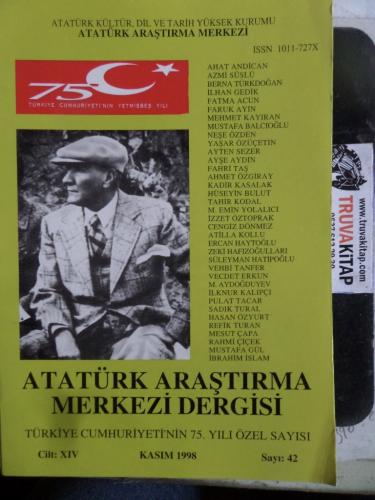 ATATÜRK KÜLTÜR, DİL VE TARİH YÜKSEK KURUMU
ATATÜRK ARAŞTIRMA MERKEZİ
ISSN 1011-727X
75
TÜRKİYE CUMHURİYETİ'NİN YETMİŞBEŞ YILI
AHAT ANDİCAN
AZMİ SÜSLÜ
BERNA TÜRKDOĞAN
İLHAN GEDİK
FATMA ACUN
FARUK AYIN
MEHMET KAYIRAN
MUSTAFA BALCIOĞLU
NEŞE ÖZDEN
YAŞAR ÖZÜÇETİN
AYTEN SEZER
AYŞE AYDIN
FAHRİ TAŞ
AHMET ÖZGİRAY
KADİR KASALAK
HÜSEYİN BULUT
TAHİR KODAL
M. EMİN YOLALICI
İZZET ÖZTOPRAK
CENGİZ DÖNMEZ
ATİLLA KOLLU
ERCAN HAYTOĞLU
ZEKİ HAFIZOĞULLARI
SÜLEYMAN HATİPOĞLU
VEHBİ TANFER
VECDET ERKUN
M. AYDOĞDUYEV
İLKNUR KALIPÇI
PULAT TACAR
SADIK TURAL
HASAN ÖZYURT
REFİK TURAN
MESUT ÇAPA
RAHMİ ÇİÇEK
MUSTAFA GÜL
İBRAHİM ISLAM
ATATÜRK ARAŞTIRMA
MERKEZİ DERGİSİ
TÜRKİYE CUMHURİYETİ'NİN 75. YILI ÖZEL SAYISI
Cilt: XIV
KASIM 1998
Sayı: 42
TRUVAKİTAP
www.truvakitap.com